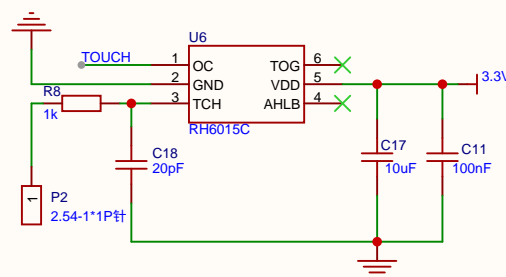 U6
TOUCH
1 OC
TOG 6
2 GND
VDD 5
3 TCH
AHLB 4
RH6015C
3.3V
R8
1k
C18
20pF
C17
10uF
C11
100nF
1
P2
2.54-1*1P针